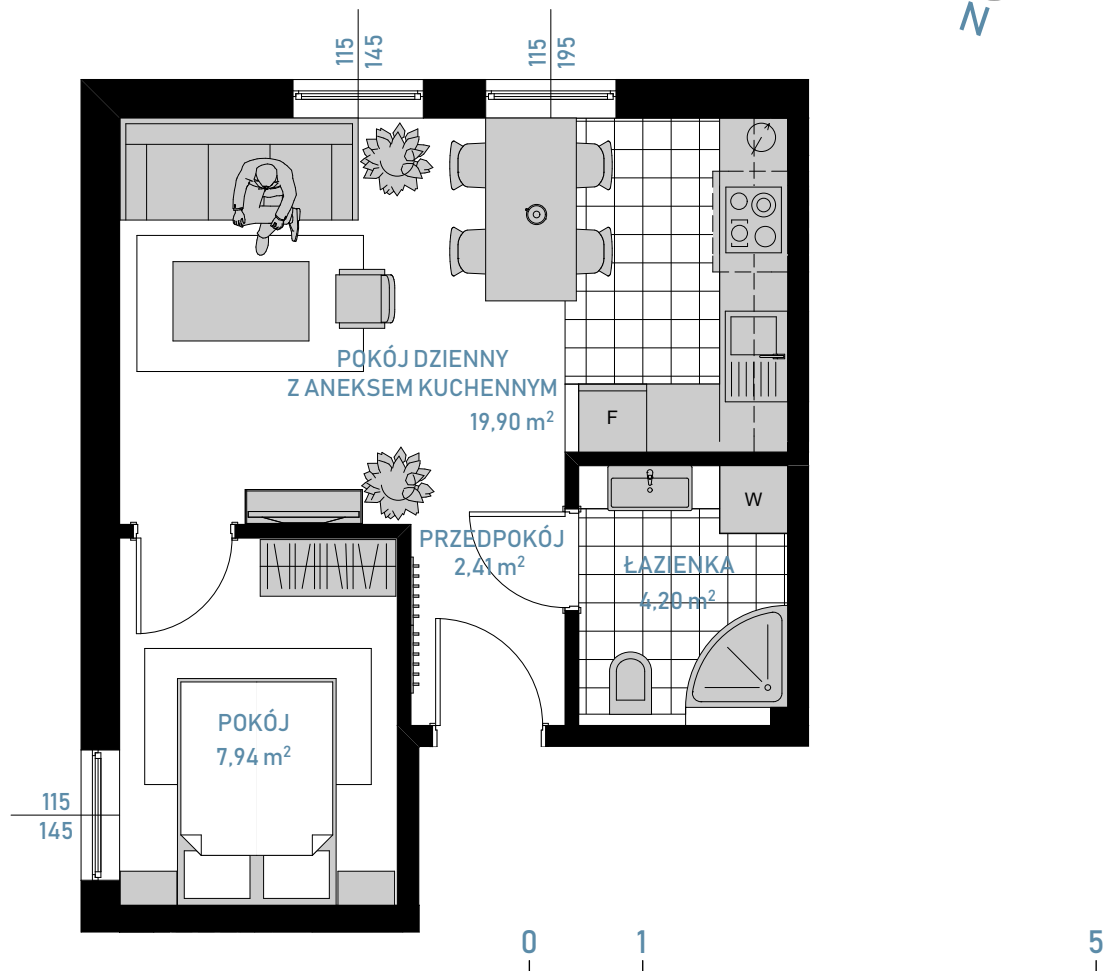 N
115
145
115
195
POKÓJ DZIENNY
Z ANEKSEM KUCHENNYM
19,90 m²
F
W
PRZEDPOKÓJ
2,41 m²
ŁAZIENKA
4,20 m²
POKÓJ
7,94 m²
115
145
0 1 5